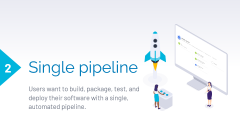 2
Single pipeline
Users want to build, package, test, and
deploy their software with a single,
automated pipeline.